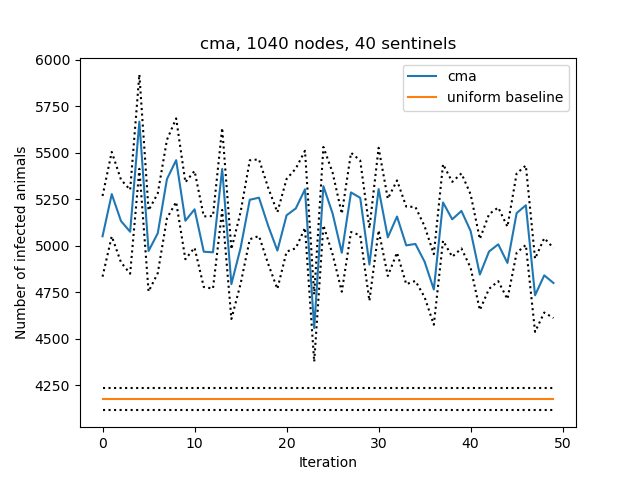 cma, 1040 nodes, 40 sentinels
cma
uniform baseline
Number of infected animals
6000
5750
5500
5250
5000
4750
4500
4250
0 10 20 30 40 50
Iteration